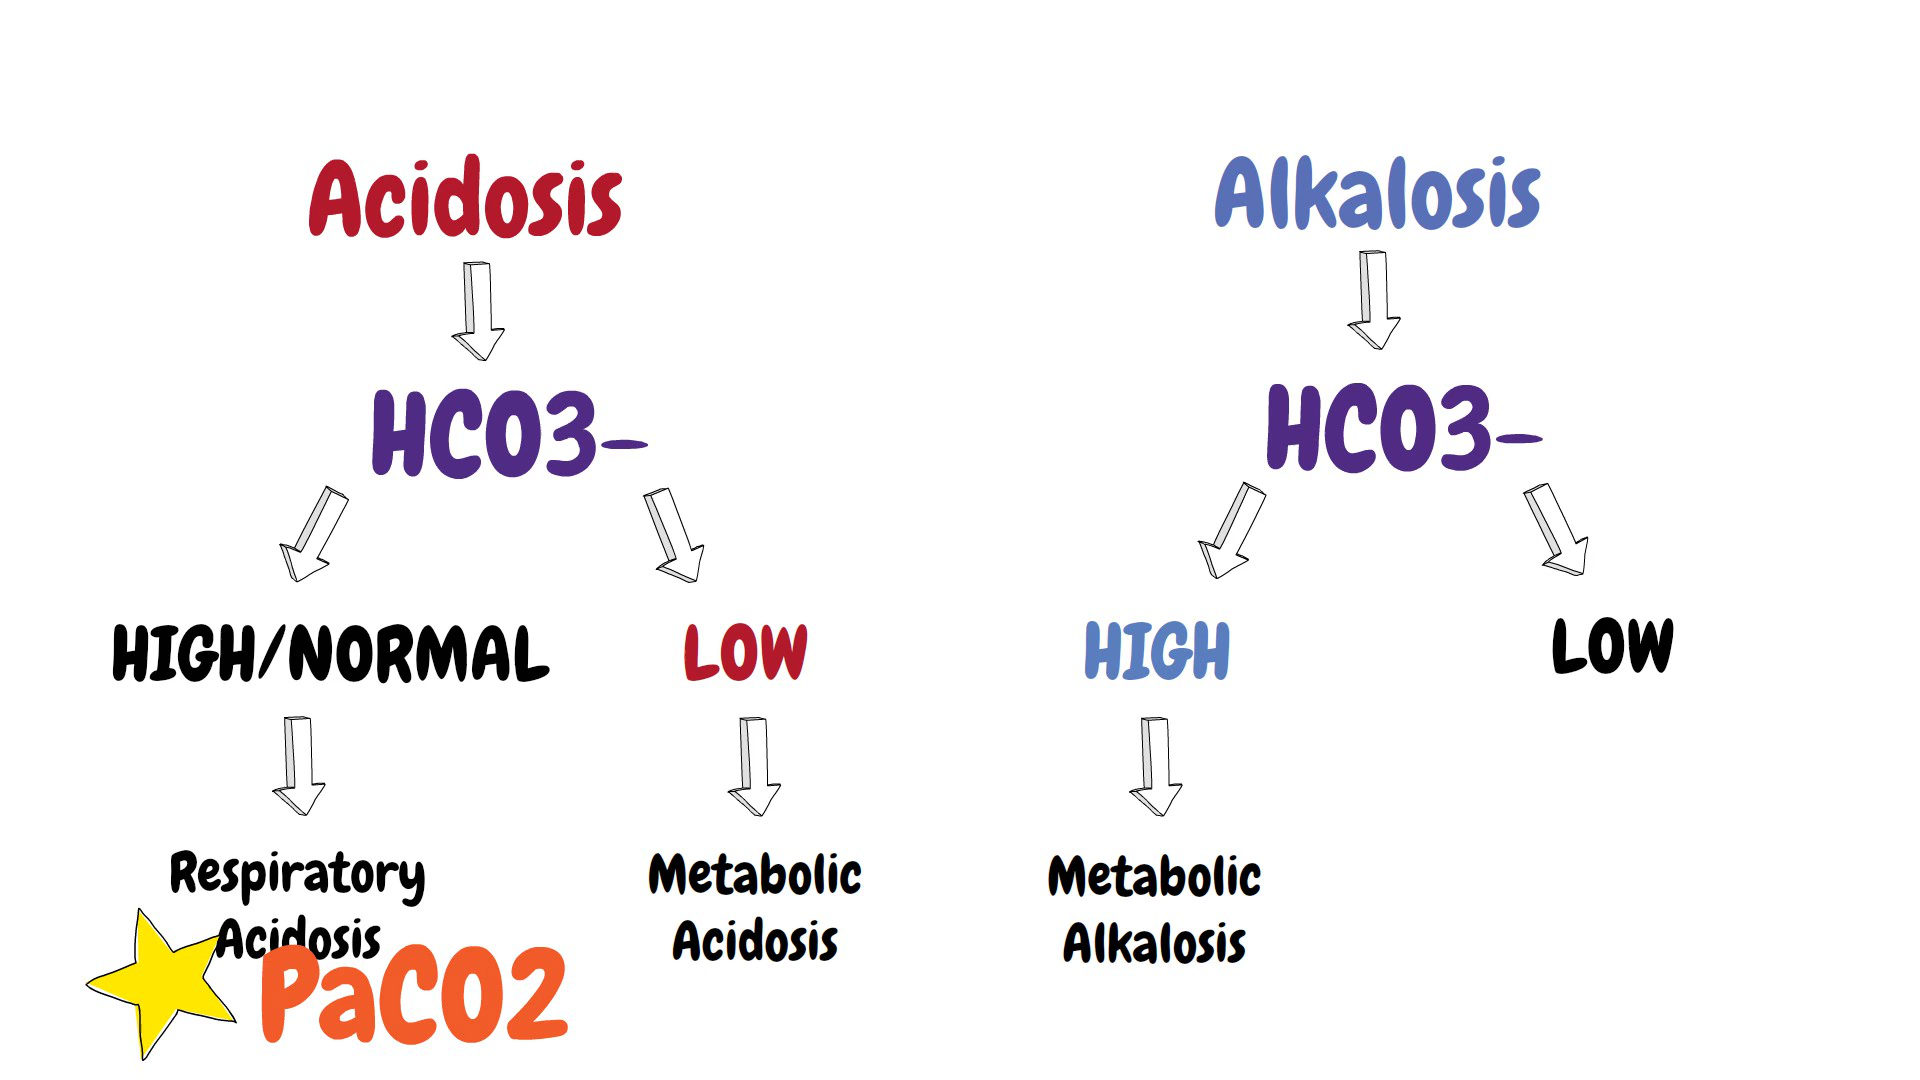 Acidosis
Alkalosis
HCO3-
HCO3-
HIGH/NORMAL
LOW
HIGH
LOW
Respiratory
Acidosis
Metabolic
Acidosis
Metabolic
Alkalosis
PaCO2